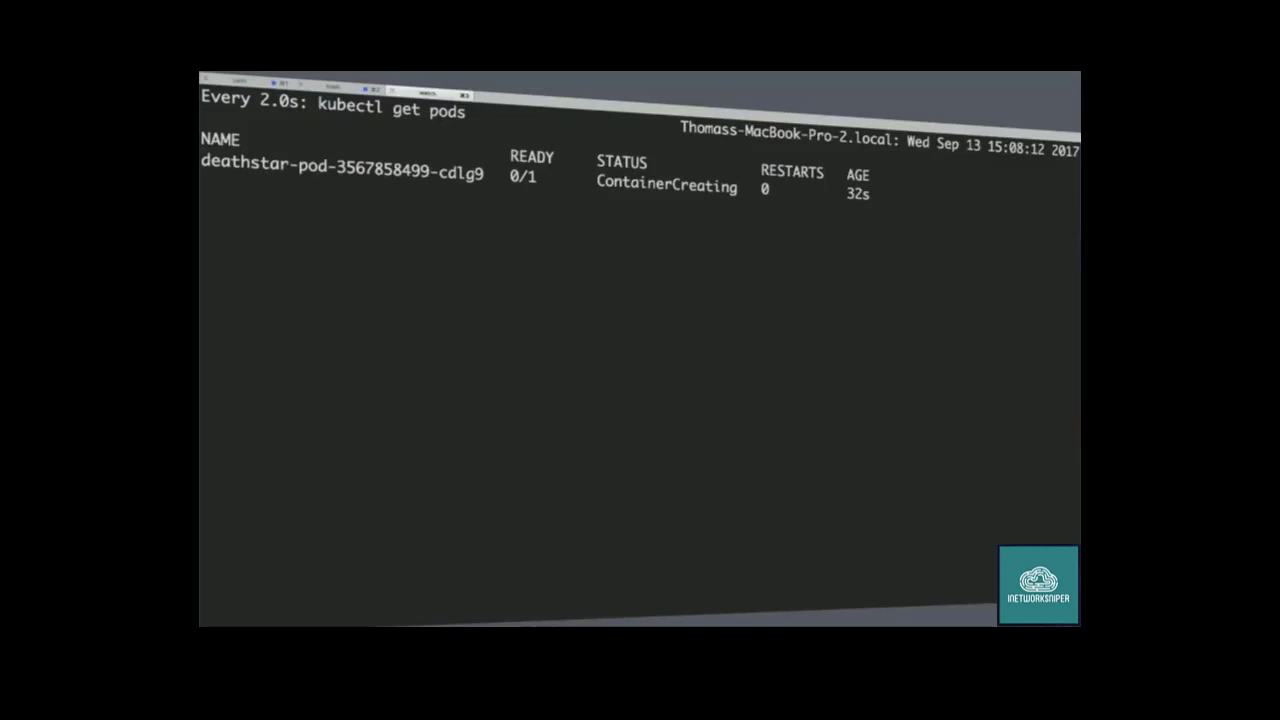 Every 2.0s: kubectl get pods
Thomass-MacBook-Pro-2.local: Wed Sep 13 15:08:12 2017
NAME READY STATUS RESTARTS AGE
deathstar-pod-3567858499-cdlg9 0/1 ContainerCreating 0 32s
INETWORKSNIPER